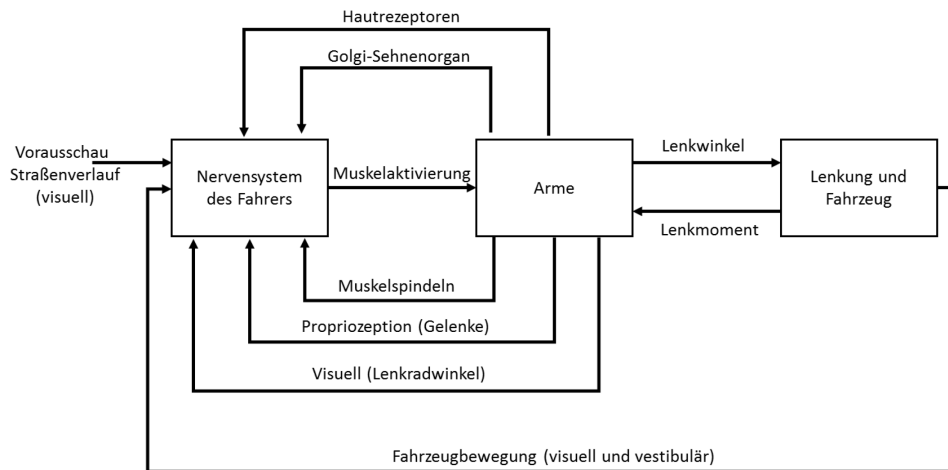 Hautrezeptoren
Golgi-Sehnenorgan
Vorausschau
Straßenverlauf
(visuell)
Nervensystem
des Fahrers
Muskelaktivierung
Arme
Lenkwinkel
Lenkmoment
Lenkung und
Fahrzeug
Muskelspindeln
Propriozeption (Gelenke)
Visuell (Lenkradwinkel)
Fahrzeugbewegung (visuell und vestibulär)